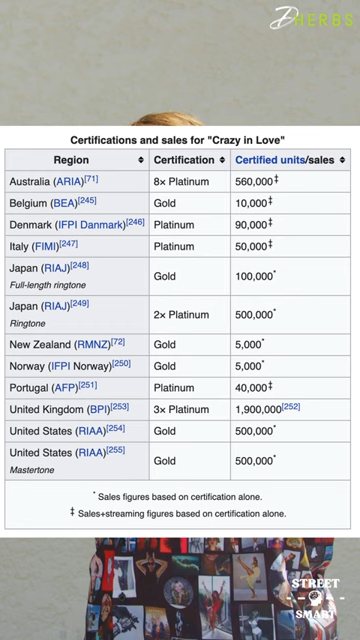 DHERBS
Certifications and sales for "Crazy in Love"
Region Certification Certified units/sales
Australia (ARIA)[71] 8× Platinum 560,000‡
Belgium (BEA)[245] Gold 10,000‡
Denmark (IFPI Danmark)[246] Platinum 90,000‡
Italy (FIMI)[247] Platinum 50,000‡
Japan (RIAJ)[248]
Full-length ringtone
Gold 100,000*
Japan (RIAJ)[249]
Ringtone
2× Platinum 500,000*
New Zealand (RMNZ)[72] Gold 5,000*
Norway (IFPI Norway)[250] Gold 5,000*
Portugal (AFP)[251] Platinum 40,000‡
United Kingdom (BPI)[253] 3× Platinum 1,900,000[252]
United States (RIAA)[254] Gold 500,000*
United States (RIAA)[255]
Mastertone
Gold 500,000*
* Sales figures based on certification alone.
‡ Sales+streaming figures based on certification alone.
STREET
SMART